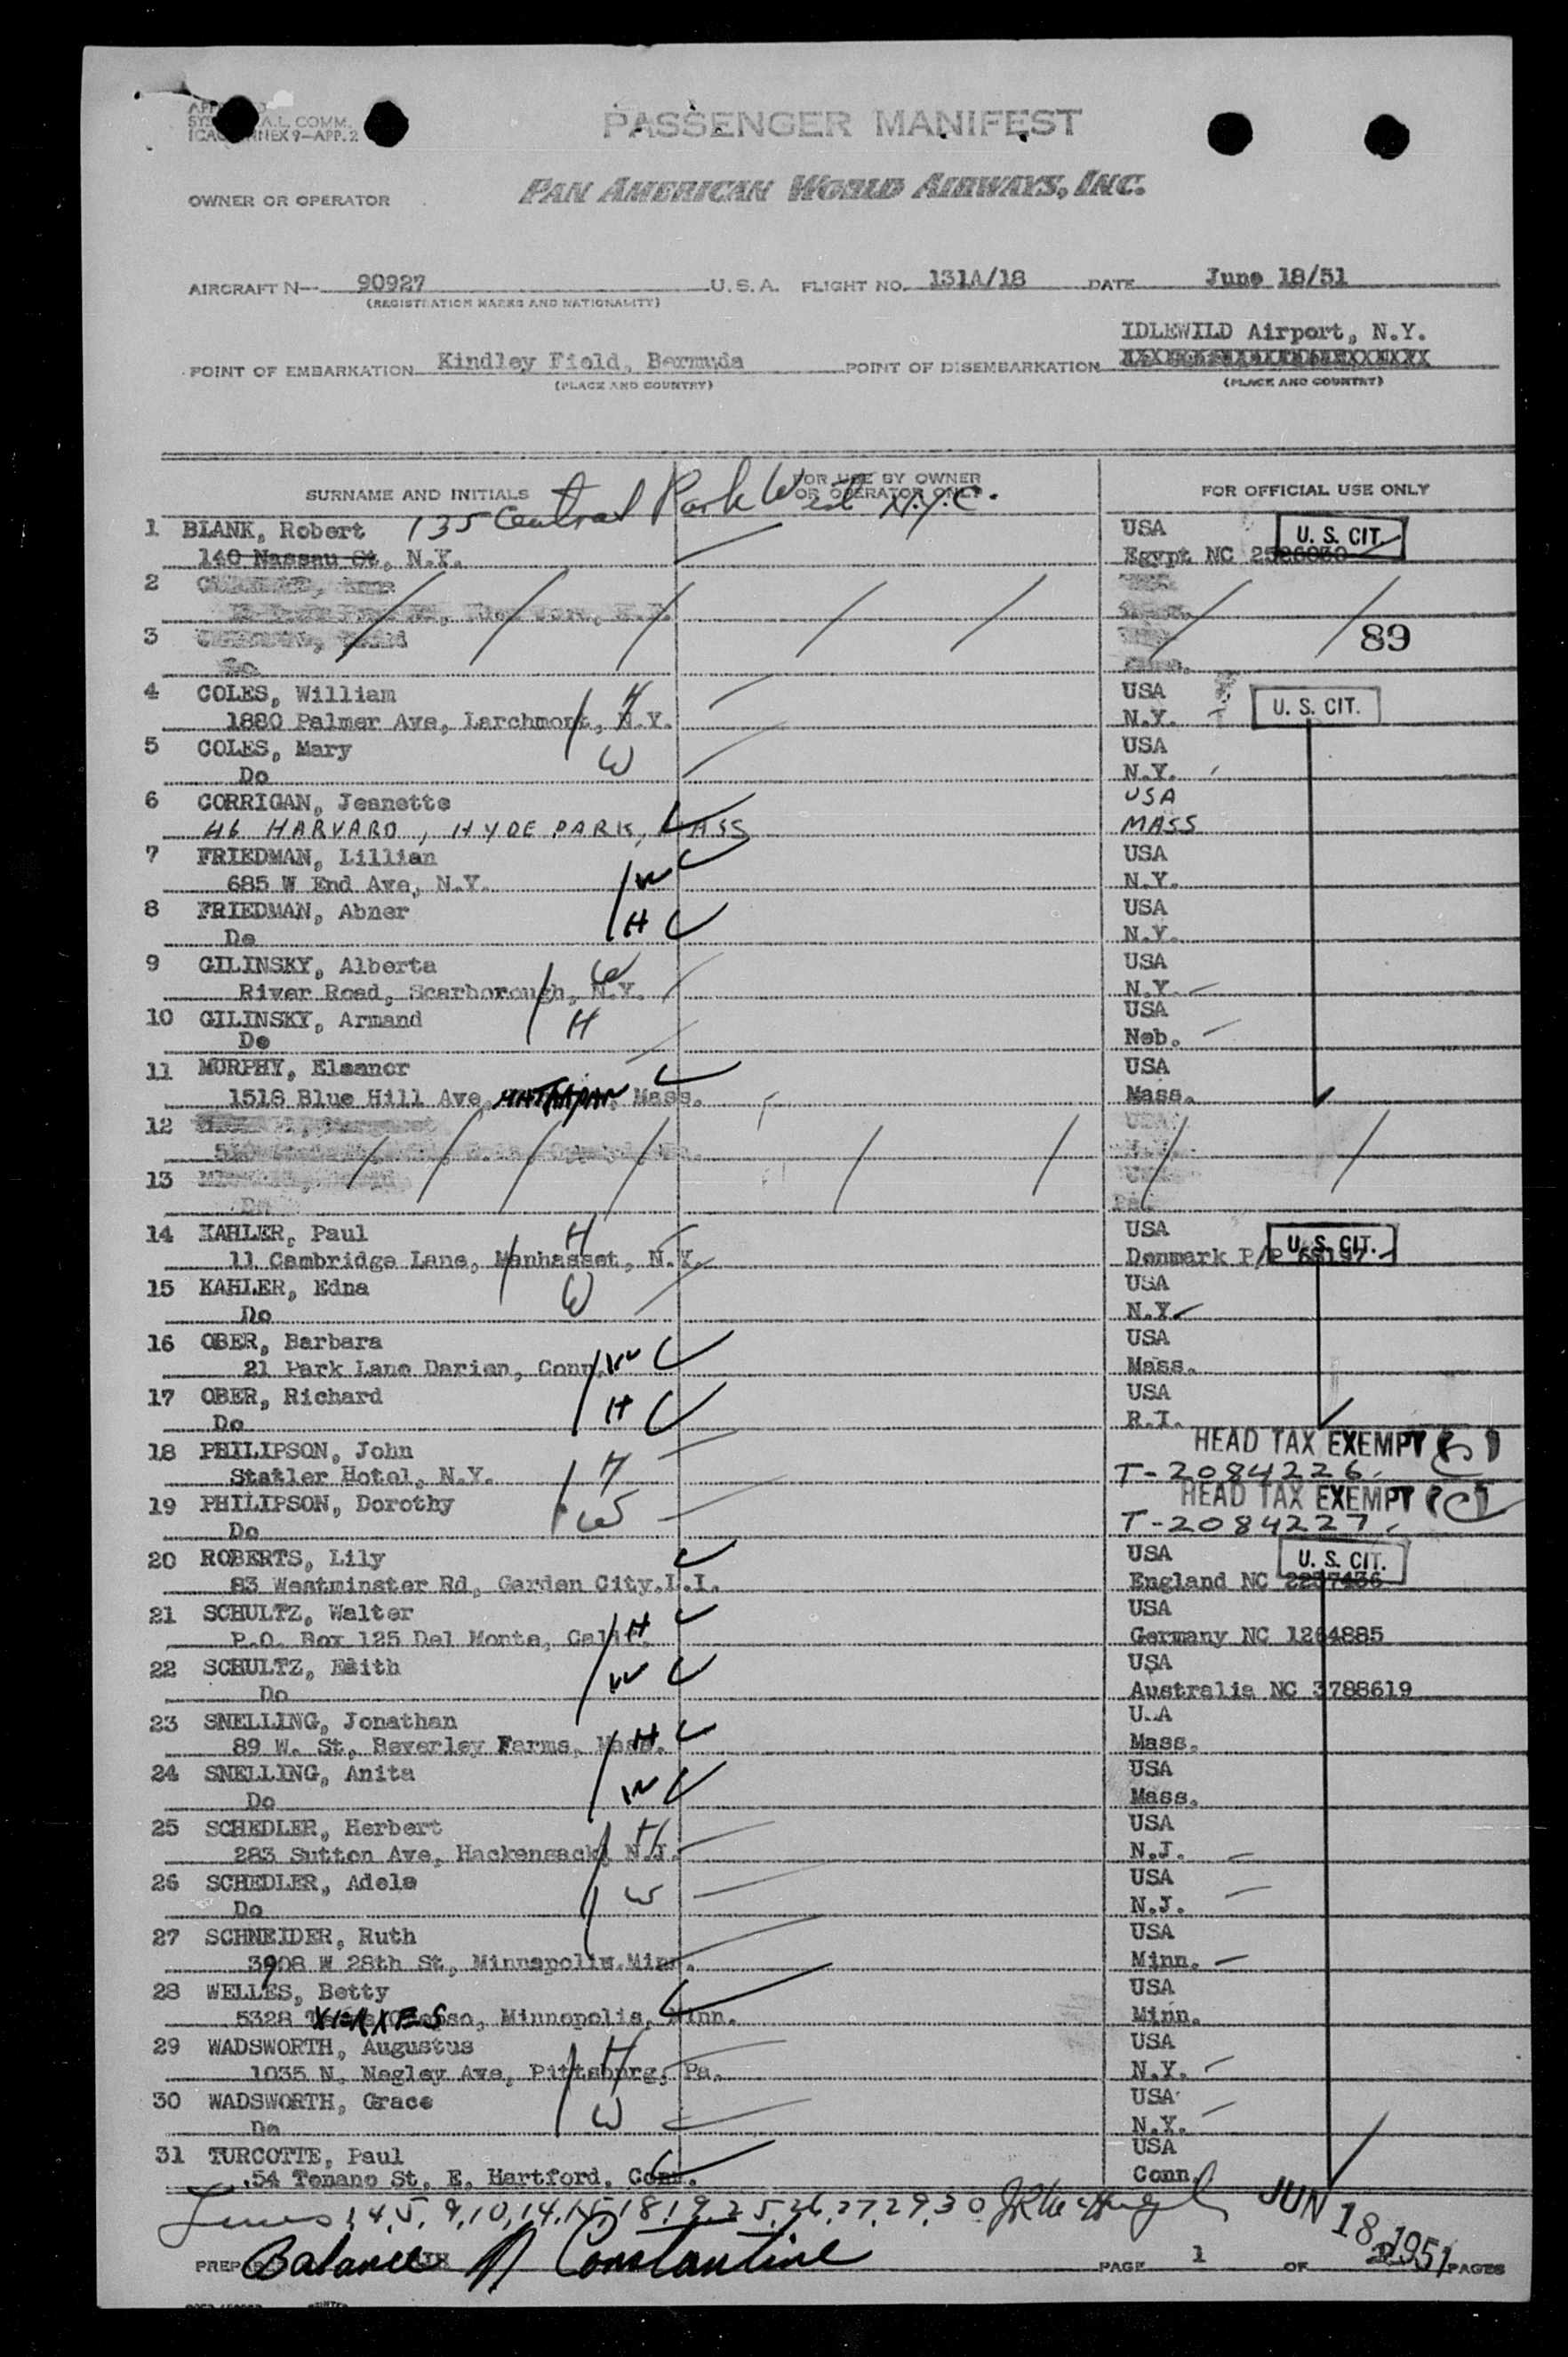 PASSENGER MANIFEST
OWNER OR OPERATOR PAN AMERICAN WORLD AIRWAYS, INC.
AIRCRAFT N— 90927 U.S.A. FLIGHT NO. 131A/18 DATE June 18/51
(REGISTRATION MARKS AND NATIONALITY)
IDLEWILD Airport, N.Y.
POINT OF EMBARKATION Kindley Field, Bermuda POINT OF DISEMBARKATION
(PLACE AND COUNTRY) (PLACE AND COUNTRY)
SURNAME AND INITIALS FOR USE BY OWNER OR OPERATOR ONLY FOR OFFICIAL USE ONLY
135 Central Park West N.Y.C.
1 BLANK, Robert USA U. S. CIT.
140 Nassau St, N.Y. Egypt NC 2526030
2
3 89
4 COLES, William H USA U. S. CIT.
1880 Palmer Ave, Larchmont, N.Y. N.Y.
5 COLES, Mary W USA
Do N.Y.
6 CORRIGAN, Jeanette USA
46 HARVARD, HYDE PARK, MASS MASS
7 FRIEDMAN, Lillian USA
685 W End Ave, N.Y. W N.Y.
8 FRIEDMAN, Abner H USA
Do N.Y.
9 GILINSKY, Alberta W USA
River Road, Scarborough, N.Y. N.Y.
10 GILINSKY, Armand H USA
Do Neb.
11 MURPHY, Eleanor USA
1518 Blue Hill Ave, MATTAPAN, Mass. Mass.
12
13
14 KAHLER, Paul H USA U. S. CIT.
11 Cambridge Lane, Manhasset, N.Y. Denmark P/P
15 KAHLER, Edna W USA
Do N.Y.
16 OBER, Barbara USA
21 Park Lane Darien, Conn. W Mass.
17 OBER, Richard H USA
Do R.I.
18 PHILIPSON, John H HEAD TAX EXEMPT
Statler Hotel, N.Y. T-2084226
19 PHILIPSON, Dorothy W HEAD TAX EXEMPT
Do T-2084227
20 ROBERTS, Lily USA U. S. CIT.
83 Westminster Rd, Garden City.L.I. England NC 2237436
21 SCHULTZ, Walter H USA
P.O. Box 125 Del Monte, Calif. Germany NC 1264885
22 SCHULTZ, Edith W USA
Do Australia NC 3788619
23 SNELLING, Jonathan H U.A
89 W. St, Beverley Farms, Mass. Mass.
24 SNELLING, Anita W USA
Do Mass.
25 SCHEDLER, Herbert H USA
283 Sutton Ave, Hackensack, N.J. N.J.
26 SCHEDLER, Adele W USA
Do N.J.
27 SCHNEIDER, Ruth USA
3908 W 28th St, Minnapolis.Minn. Minn.
28 WELLES, Betty USA
5328 XERXES, Minnopolis, Minn. Minn.
29 WADSWORTH, Augustus H USA
1035 N. Negley Ave, Pittsburg, Pa. N.Y.
30 WADSWORTH, Grace W USA
Do N.Y.
31 TURCOTTE, Paul USA
54 Tenano St, E. Hartford, Conn. Conn.
1, 4, 5, 9, 10, 14, 15, 18, 19, 25, 26, 27, 29, 30 JUN 18 1951
Balance Constantine PAGE 1 OF 2 PAGES